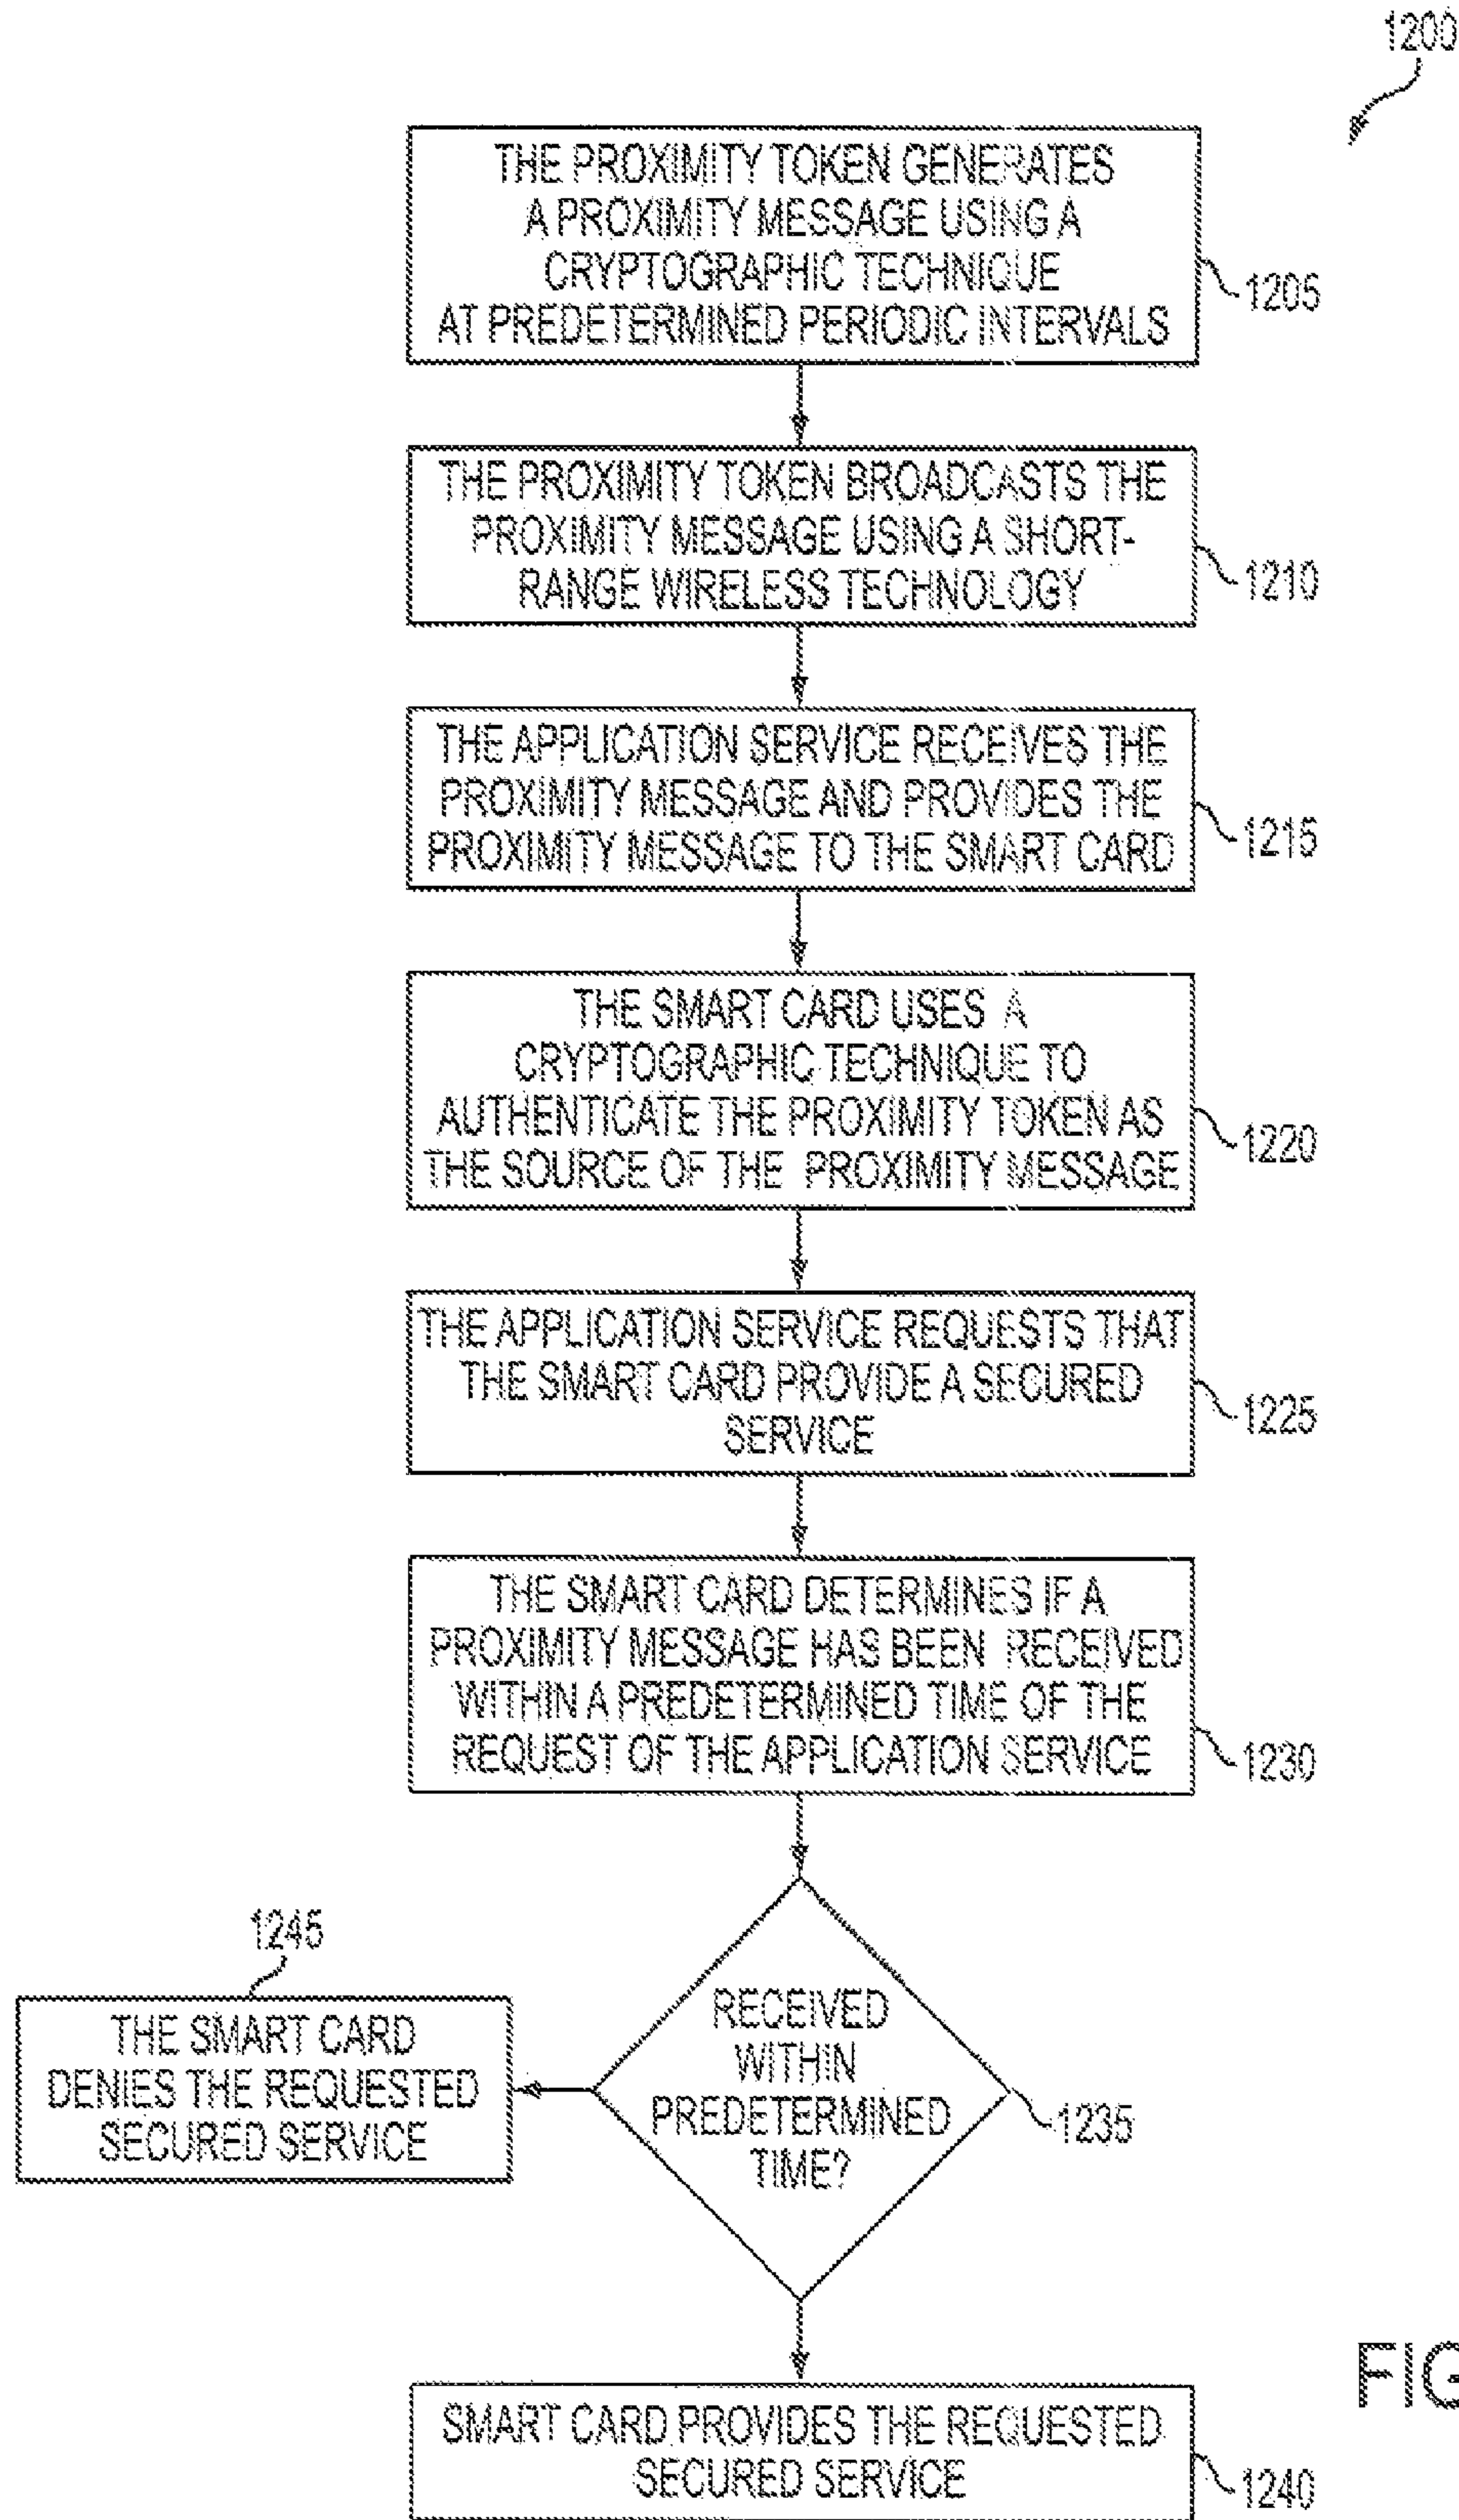 1200
THE PROXIMITY TOKEN GENERATES
A PROXIMITY MESSAGE USING A
CRYPTOGRAPHIC TECHNIQUE
AT PREDETERMINED PERIODIC INTERVALS
1205
THE PROXIMITY TOKEN BROADCASTS THE
PROXIMITY MESSAGE USING A SHORT-
RANGE WIRELESS TECHNOLOGY
1210
THE APPLICATION SERVICE RECEIVES THE
PROXIMITY MESSAGE AND PROVIDES THE
PROXIMITY MESSAGE TO THE SMART CARD
1215
THE SMART CARD USES A
CRYPTOGRAPHIC TECHNIQUE TO
AUTHENTICATE THE PROXIMITY TOKEN AS
THE SOURCE OF THE PROXIMITY MESSAGE
1220
THE APPLICATION SERVICE REQUESTS THAT
THE SMART CARD PROVIDE A SECURED
SERVICE
1225
THE SMART CARD DETERMINES IF A
PROXIMITY MESSAGE HAS BEEN RECEIVED
WITHIN A PREDETERMINED TIME OF THE
REQUEST OF THE APPLICATION SERVICE
1230
1245
THE SMART CARD
DENIES THE REQUESTED
SECURED SERVICE
RECEIVED
WITHIN
PREDETERMINED
TIME?
1235
FIG
SMART CARD PROVIDES THE REQUESTED
SECURED SERVICE
1240